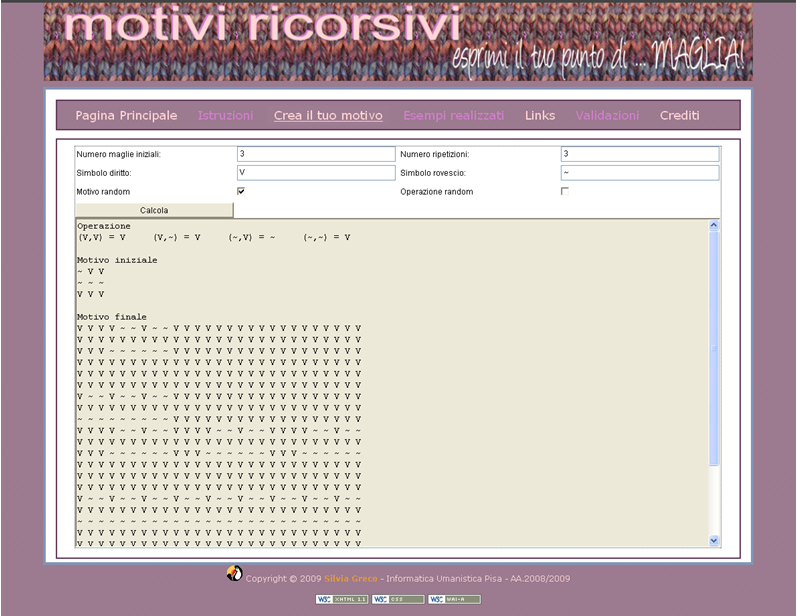 motivi ricorsivi
esprimi il tuo punto di ... MAGLIA!
Pagina Principale Istruzioni Crea il tuo motivo Esempi realizzati Links Validazioni Crediti
Numero maglie iniziali: 3 Numero ripetizioni: 3
Simbolo diritto: V Simbolo rovescio: ~
Motivo random Operazione random
Calcola
Operazione
(V,V) = V (V,~) = V (~,V) = ~ (~,~) = V
Motivo iniziale
~ V V
~ ~ ~
V V V
Motivo finale
V V V V ~ ~ V ~ ~ V V V V V V V V V V V V V V V V V V
V V V V V V V V V V V V V V V V V V V V V V V V V V V
V V V ~ ~ ~ ~ ~ ~ V V V V V V V V V V V V V V V V V V
V V V V V V V V V V V V V V V V V V V V V V V V V V V
V V V V V V V V V V V V V V V V V V V V V V V V V V V
V V V V V V V V V V V V V V V V V V V V V V V V V V V
V ~ ~ V ~ ~ V ~ ~ V V V V V V V V V V V V V V V V V V
V V V V V V V V V V V V V V V V V V V V V V V V V V V
~ ~ ~ ~ ~ ~ ~ ~ ~ V V V V V V V V V V V V V V V V V V
V V V V ~ ~ V ~ ~ V V V V ~ ~ V ~ ~ V V V V ~ ~ V ~ ~
V V V V V V V V V V V V V V V V V V V V V V V V V V V
V V V ~ ~ ~ ~ ~ ~ V V V ~ ~ ~ ~ ~ ~ V V V ~ ~ ~ ~ ~ ~
V V V V V V V V V V V V V V V V V V V V V V V V V V V
V V V V V V V V V V V V V V V V V V V V V V V V V V V
V V V V V V V V V V V V V V V V V V V V V V V V V V V
V ~ ~ V ~ ~ V ~ ~ V ~ ~ V ~ ~ V ~ ~ V ~ ~ V ~ ~ V ~ ~
V V V V V V V V V V V V V V V V V V V V V V V V V V V
~ ~ ~ ~ ~ ~ ~ ~ ~ ~ ~ ~ ~ ~ ~ ~ ~ ~ ~ ~ ~ ~ ~ ~ ~ ~ ~
V V V V V V V V V V V V V V V V V V V V V V V V V V V
V V V V V V V V V V V V V V V V V V V V V V V V V V V
Copyright © 2009 Silvia Greco - Informatica Umanistica Pisa - AA.2008/2009
W3C XHTML 1.1 W3C CSS W3C WAI-A